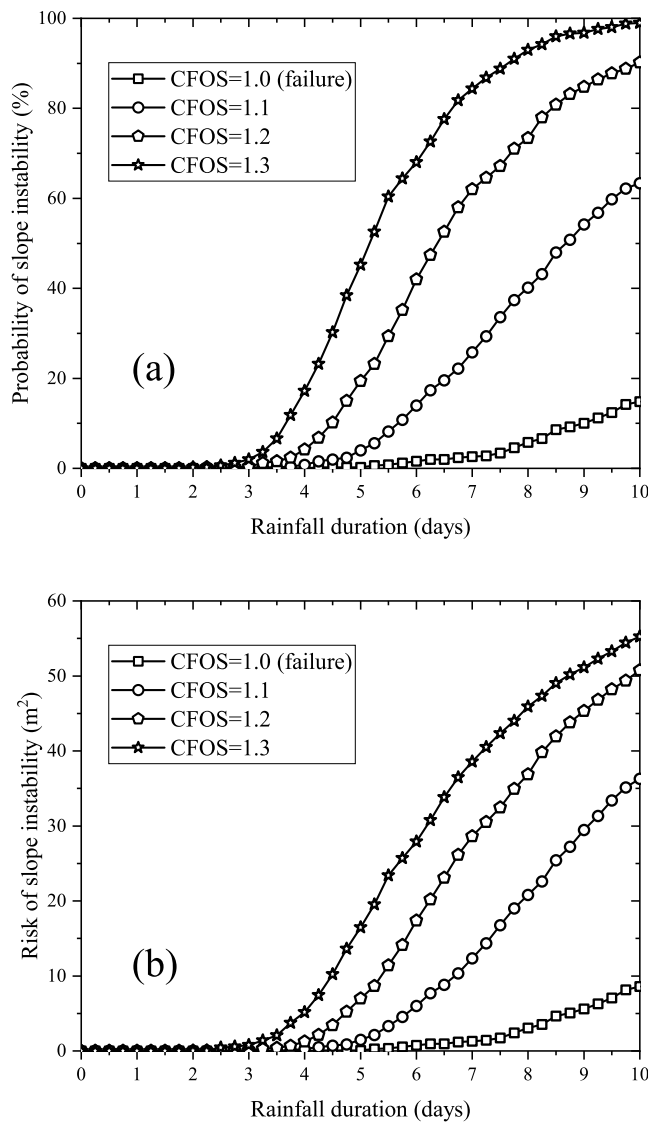 100
80
60
40
20
0
Probability of slope instability (%)
CFOS=1.0 (failure)
CFOS=1.1
CFOS=1.2
CFOS=1.3
(a)
0 1 2 3 4 5 6 7 8 9 10
Rainfall duration (days)
60
50
40
30
20
10
0
Risk of slope instability (m²)
CFOS=1.0 (failure)
CFOS=1.1
CFOS=1.2
CFOS=1.3
(b)
0 1 2 3 4 5 6 7 8 9 10
Rainfall duration (days)